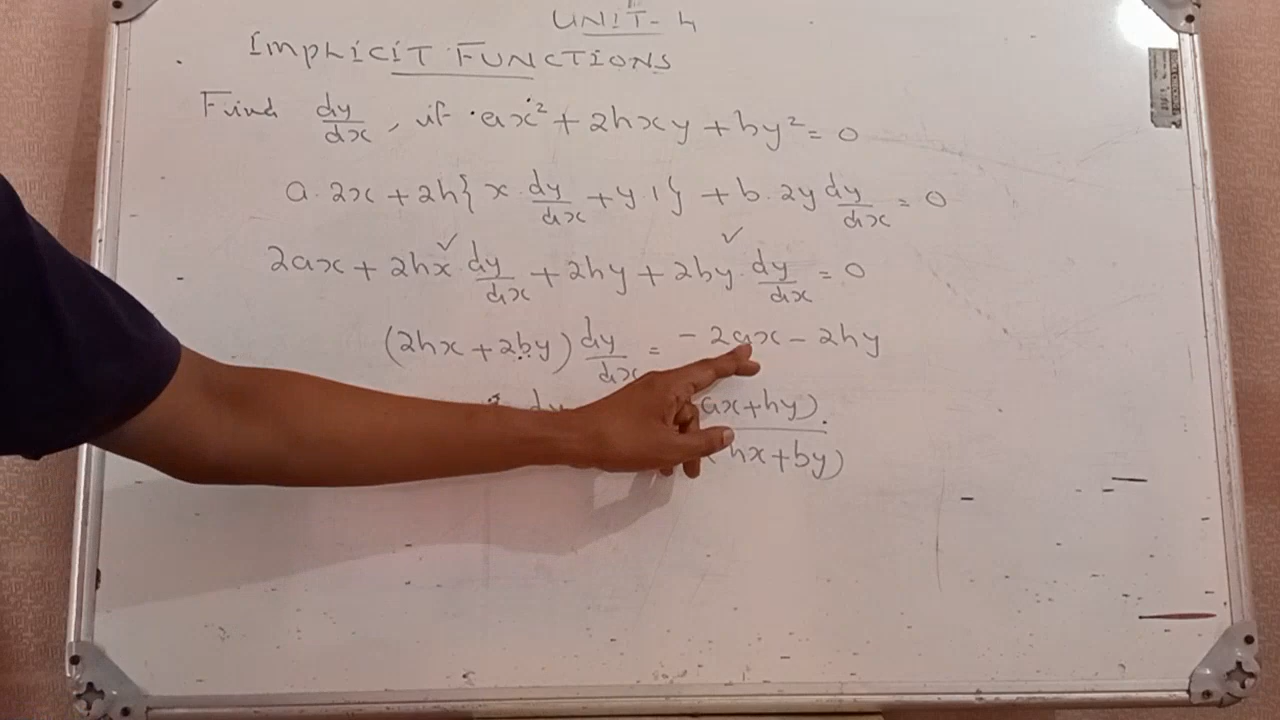 UNIT-4
IMPLICIT FUNCTIONS
Find dy/dx, if ax² + 2hxy + by² = 0
a.2x + 2h{x.dy/dx + y.1} + b.2y dy/dx = 0
2ax + 2hx.dy/dx + 2hy + 2by.dy/dx = 0
(2hx + 2by) dy/dx = -2ax - 2hy
dy ax+hy).
hx+by)